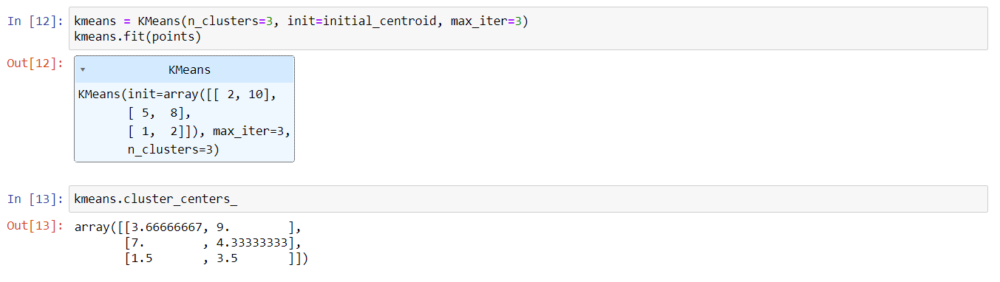 In [12]: kmeans = KMeans(n_clusters=3, init=initial_centroid, max_iter=3)
kmeans.fit(points)
Out[12]:
KMeans
KMeans(init=array([[ 2, 10],
       [ 5,  8],
       [ 1,  2]]), max_iter=3,
       n_clusters=3)
In [13]: kmeans.cluster_centers_
Out[13]: array([[3.66666667, 9.        ],
       [7.        , 4.33333333],
       [1.5       , 3.5       ]])